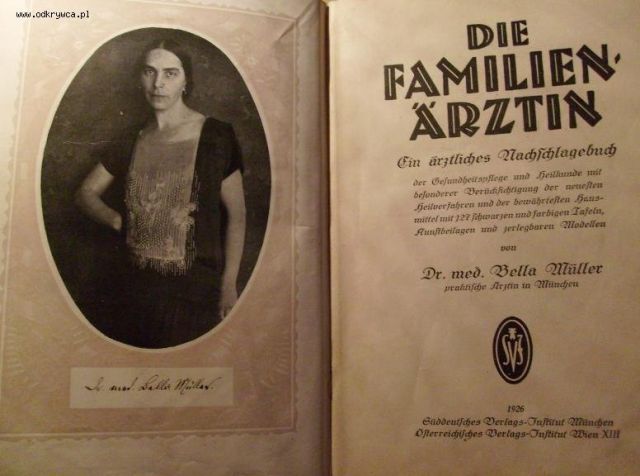 www.odkrywca.pl
Dr. med. Bella Müller.
DIE
FAMILIEN-
ÄRZTIN
Ein ärztliches Nachschlagebuch
der Gesundheitspflege und Heilkunde mit
besonderer Berücksichtigung der neuesten
Heilverfahren und der bewährtesten Haus-
mittel mit 127 schwarzen und farbigen Tafeln,
Kunstbeilagen und zerlegbaren Modellen
von
Dr. med. Bella Müller
praktische Ärztin in München
SVI
1926
Süddeutsches Verlags-Institut München
Österreichisches Verlags-Institut Wien XIII